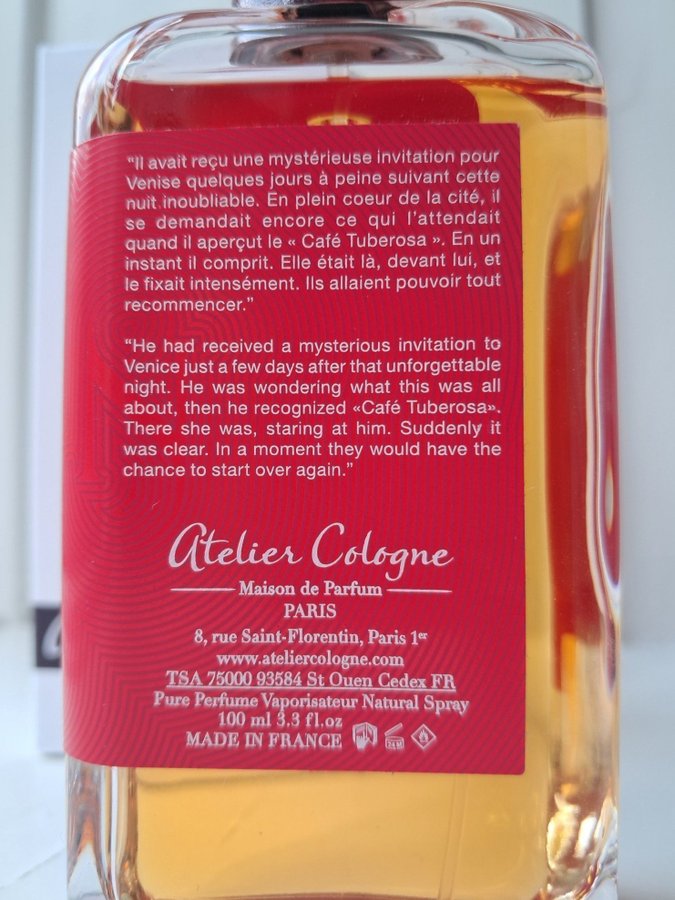 “Il avait reçu une mystérieuse invitation pour
Venise quelques jours à peine suivant cette
nuit inoubliable. En plein coeur de la cité, il
se demandait encore ce qui l’attendait
quand il aperçut le « Café Tuberosa ». En un
instant il comprit. Elle était là, devant lui, et
le fixait intensément. Ils allaient pouvoir tout
recommencer.”
“He had received a mysterious invitation to
Venice just a few days after that unforgettable
night. He was wondering what this was all
about, then he recognized «Café Tuberosa».
There she was, staring at him. Suddenly it
was clear. In a moment they would have the
chance to start over again.”
Atelier Cologne
Maison de Parfum
PARIS
8, rue Saint-Florentin, Paris 1er
www.ateliercologne.com
TSA 75000 93584 St Ouen Cedex FR
Pure Perfume Vaporisateur Natural Spray
100 ml 3.3 fl.oz
MADE IN FRANCE 24 M